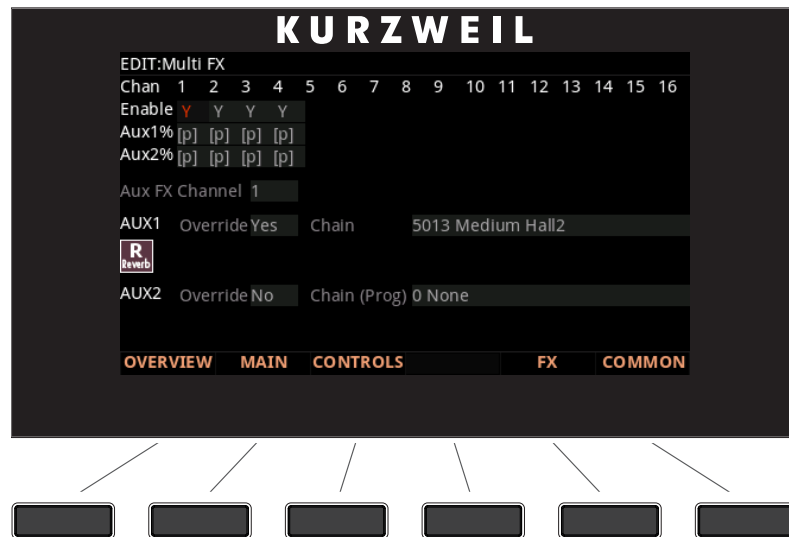 KURZWEIL
EDIT:Multi FX
Chan 1 2 3 4 5 6 7 8 9 10 11 12 13 14 15 16
Enable Y Y Y Y
Aux1% [p] [p] [p] [p]
Aux2% [p] [p] [p] [p]
Aux FX Channel 1
AUX1 Override Yes Chain 5013 Medium Hall2
R
Reverb
AUX2 Override No Chain (Prog) 0 None
OVERVIEW MAIN CONTROLS FX COMMON